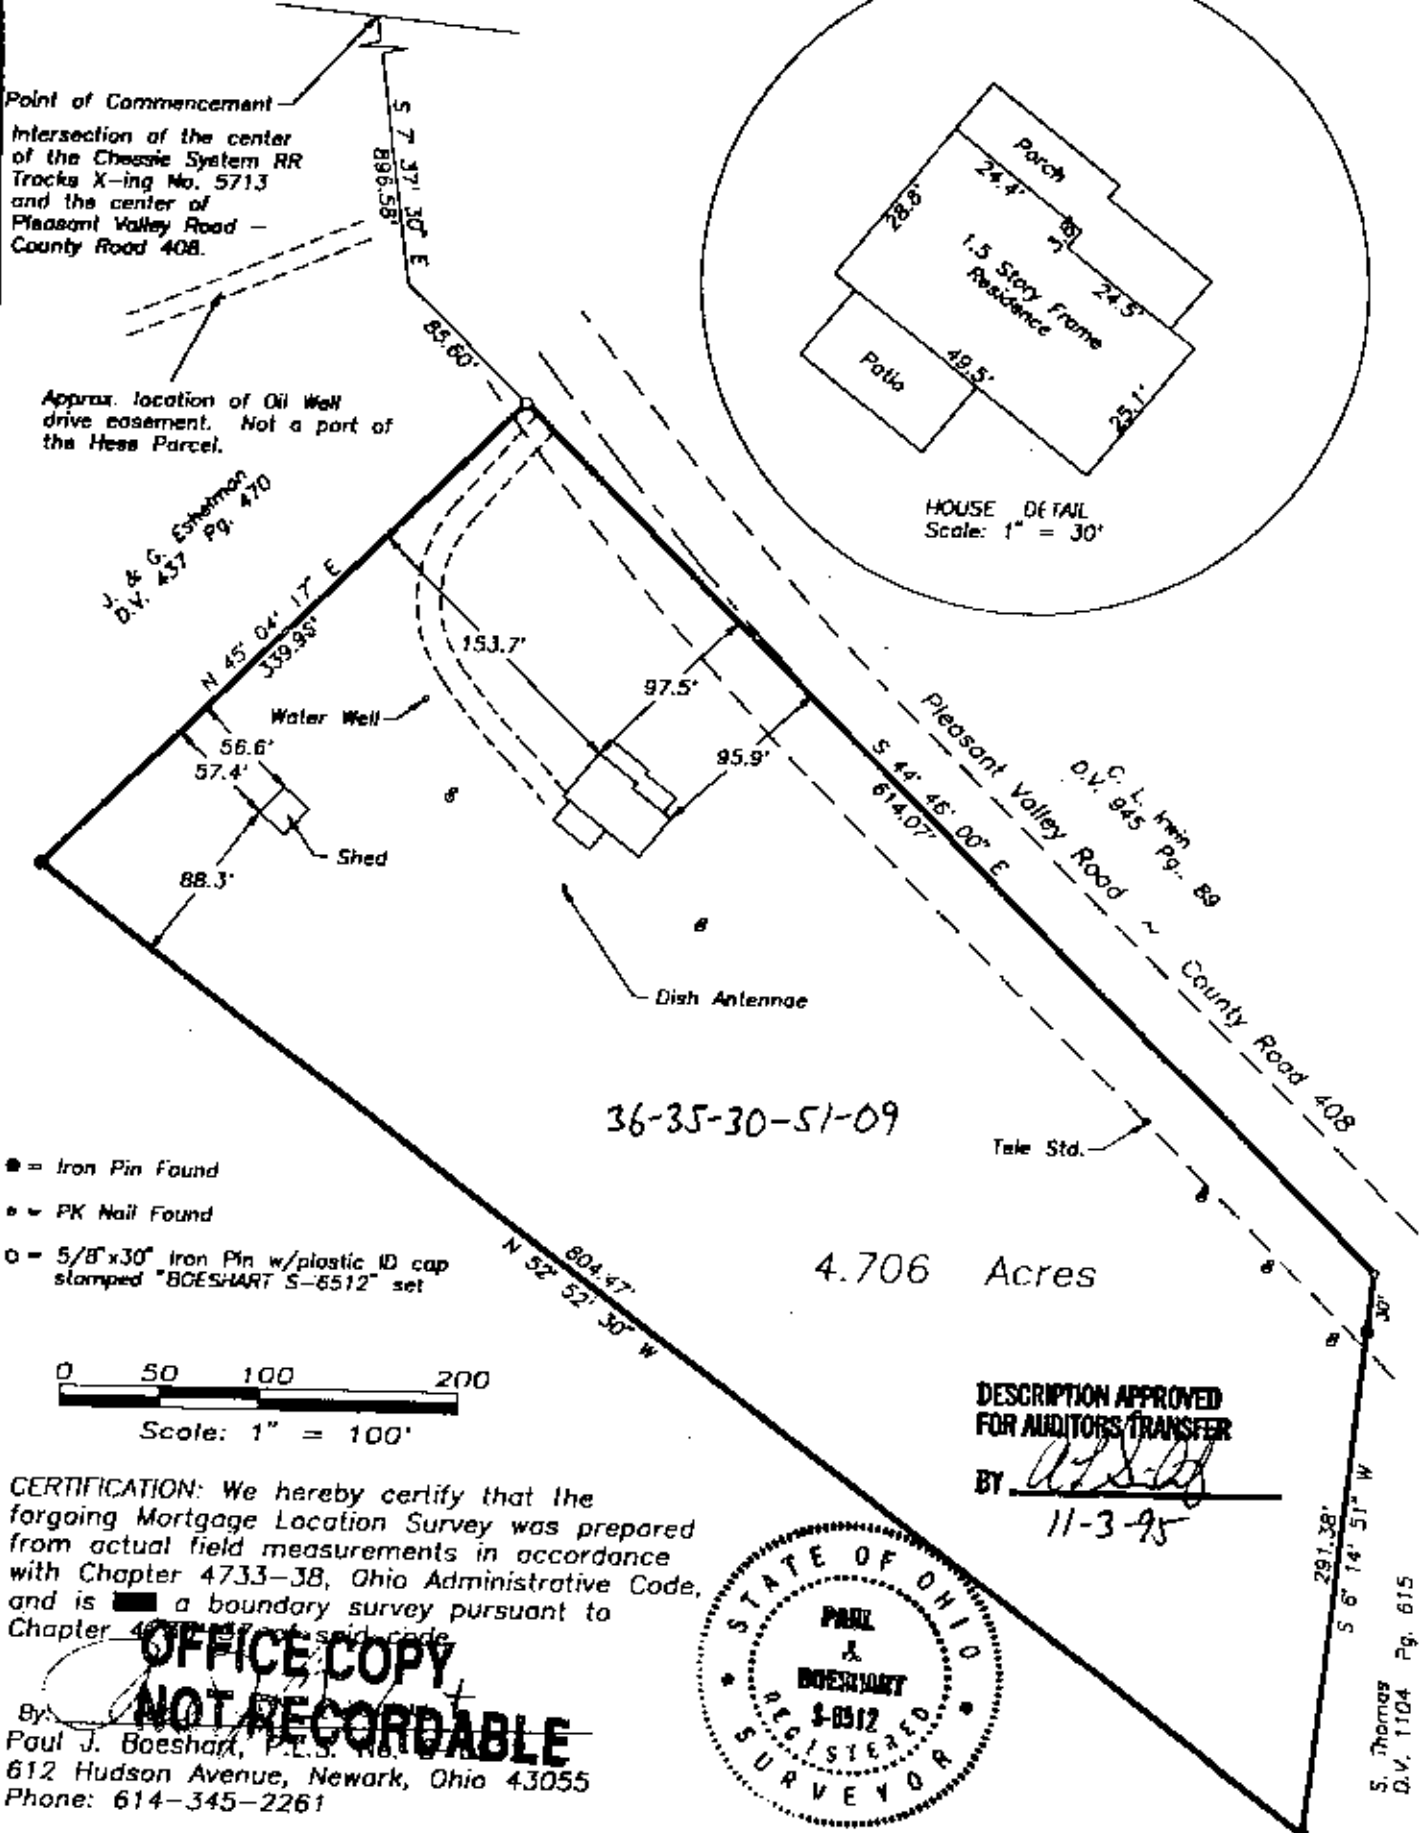 Point of Commencement
Intersection of the center
of the Chessie System RR
Tracks X-ing No. 5713
and the center of
Pleasant Valley Road -
County Road 408.
S 7° 37' 30" E
896.58'
85.60'
Approx. location of Oil Well
drive easement. Not a part of
the Hess Parcel.
J. & G. Eshelman
D.V. 437 Pg. 470
Porch
24.4'
28.8'
3.8'
1.5 Story Frame
Residence
24.5'
Patio
49.5'
25.1'
HOUSE DETAIL
Scale: 1" = 30'
N 45° 04' 17" E
339.95'
153.7'
97.5'
95.9'
Water Well
56.6'
57.4'
Shed
88.3'
Dish Antennae
S 44° 46' 00" E
614.07'
Pleasant Valley Road ~ County Road 408
C. L. Irwin
D.V. 945 Pg. 89
36-35-30-51-09
Tele Std.
● = Iron Pin Found
PK Nail Found
o = 5/8"x30" Iron Pin w/plastic ID cap
stamped "BOESHART S-6512" set
804.47'
N 52° 52' 30" W
4.706 Acres
30'
0 50 100 200
Scale: 1" = 100'
DESCRIPTION APPROVED
FOR AUDITORS TRANSFER
BY
11-3-95
291.38'
S 6° 14' 51" W
S. Thomas
D.V. 1104 Pg. 615
CERTIFICATION: We hereby certify that the
forgoing Mortgage Location Survey was prepared
from actual field measurements in accordance
with Chapter 4733-38, Ohio Administrative Code,
and is a boundary survey pursuant to
Chapter said code
OFFICE COPY
NOT RECORDABLE
By
Paul J. Boeshart, P.L.S. No.
612 Hudson Avenue, Newark, Ohio 43055
Phone: 614-345-2261
STATE OF OHIO
PAUL
J.
BOESHART
S-6512
REGISTERED
SURVEYOR